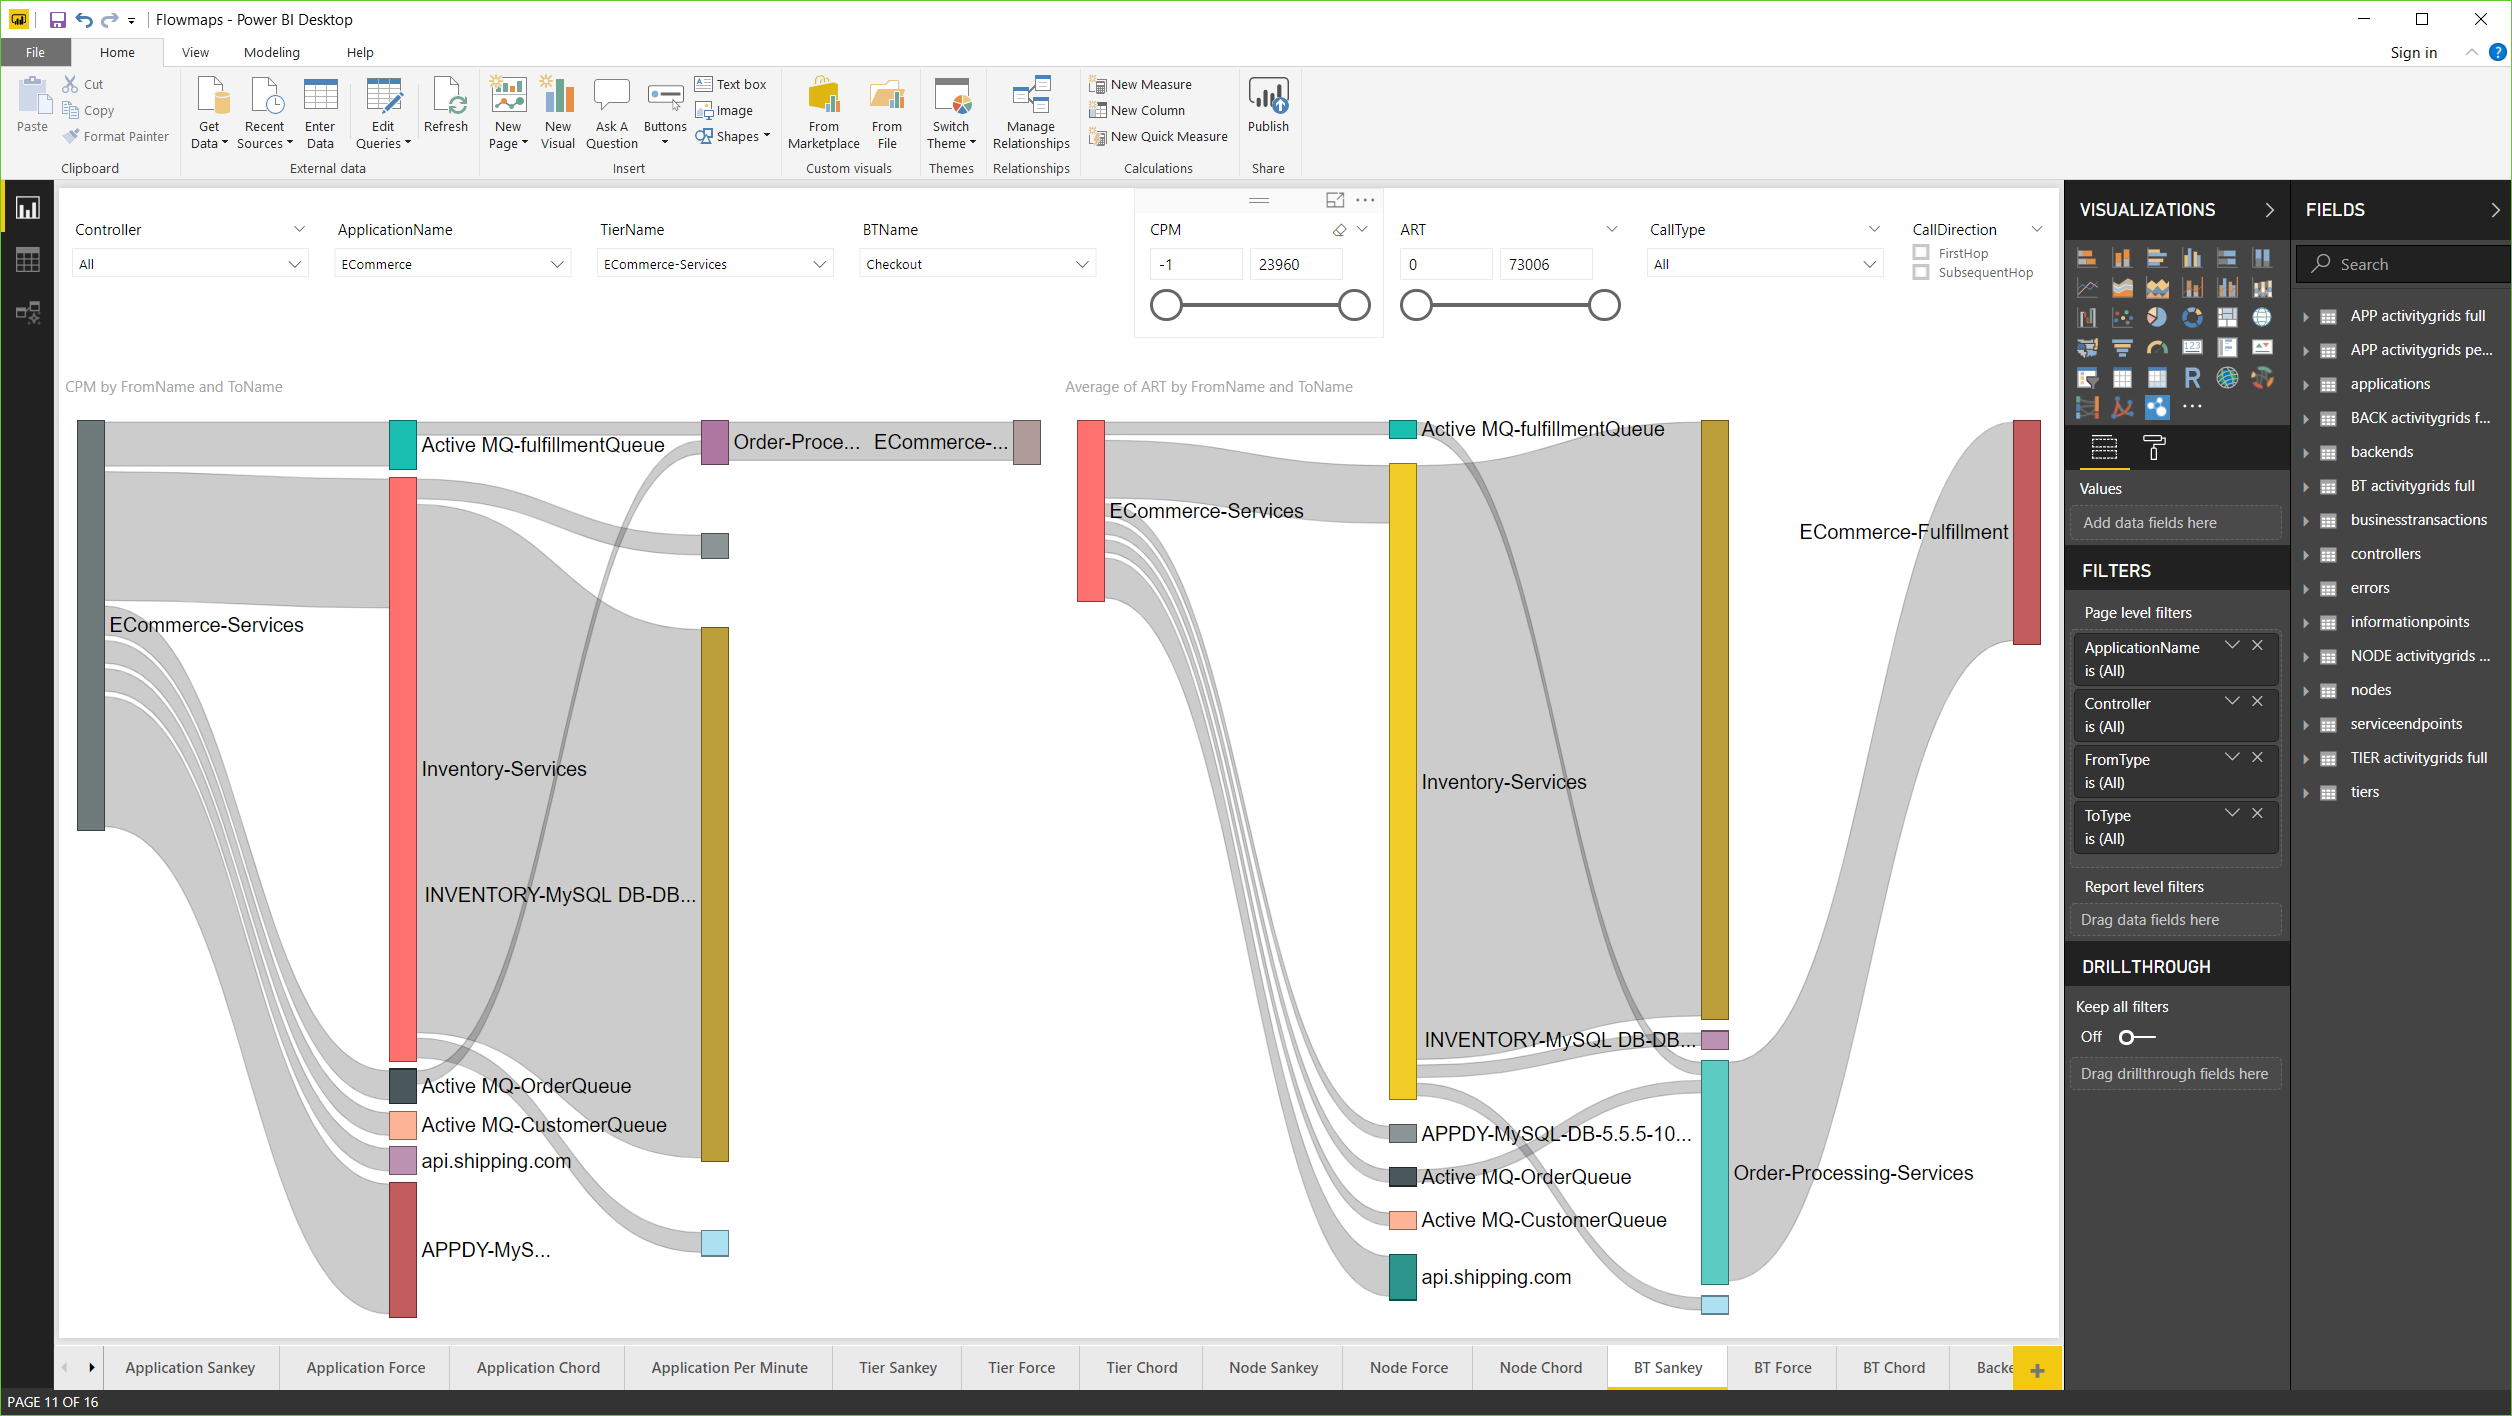 Flowmaps - Power BI Desktop
File Home View Modeling Help Sign in ?
Paste Cut Copy Format Painter
Clipboard
Get Data Recent Sources Enter Data Edit Queries Refresh
External data
New Page New Visual Ask A Question Buttons Text box Image Shapes
Insert
From Marketplace From File
Custom visuals
Switch Theme
Themes
Manage Relationships
Relationships
New Measure
New Column
New Quick Measure
Calculations
Publish
Share
Controller
All
ApplicationName
ECommerce
TierName
ECommerce-Services
BTName
Checkout
CPM
-1 23960
ART
0 73006
CallType
All
CallDirection
FirstHop
SubsequentHop
CPM by FromName and ToName
Active MQ-fulfillmentQueue
Order-Proce...
ECommerce-...
ECommerce-Services
Inventory-Services
INVENTORY-MySQL DB-DB...
Active MQ-OrderQueue
Active MQ-CustomerQueue
api.shipping.com
APPDY-MyS...
Average of ART by FromName and ToName
Active MQ-fulfillmentQueue
ECommerce-Services
ECommerce-Fulfillment
Inventory-Services
INVENTORY-MySQL DB-DB...
APPDY-MySQL-DB-5.5.5-10...
Active MQ-OrderQueue
Order-Processing-Services
Active MQ-CustomerQueue
api.shipping.com
VISUALIZATIONS
123
R
Values
Add data fields here
FILTERS
Page level filters
ApplicationName
is (All)
Controller
is (All)
FromType
is (All)
ToType
is (All)
Report level filters
Drag data fields here
DRILLTHROUGH
Keep all filters
Off
Drag drillthrough fields here
FIELDS
Search
APP activitygrids full
APP activitygrids pe...
applications
BACK activitygrids f...
backends
BT activitygrids full
businesstransactions
controllers
errors
informationpoints
NODE activitygrids ...
nodes
serviceendpoints
TIER activitygrids full
tiers
Application Sankey Application Force Application Chord Application Per Minute Tier Sankey Tier Force Tier Chord Node Sankey Node Force Node Chord BT Sankey BT Force BT Chord Backe
PAGE 11 OF 16